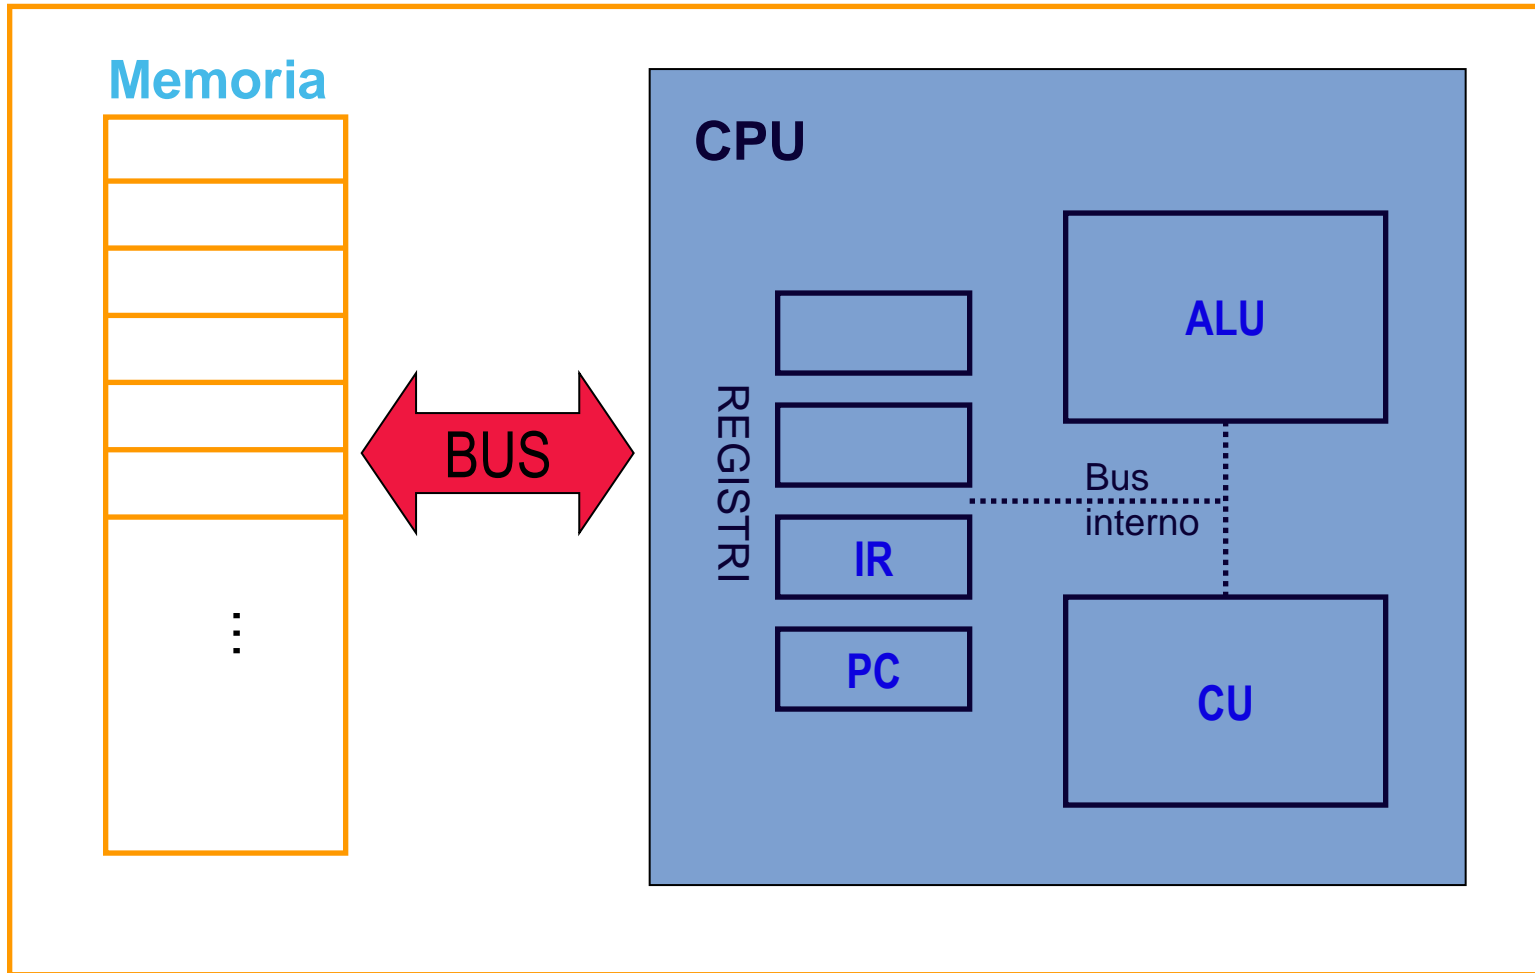 Memoria
⋮
BUS
CPU
REGISTRI
IR
PC
ALU
Bus
interno
CU